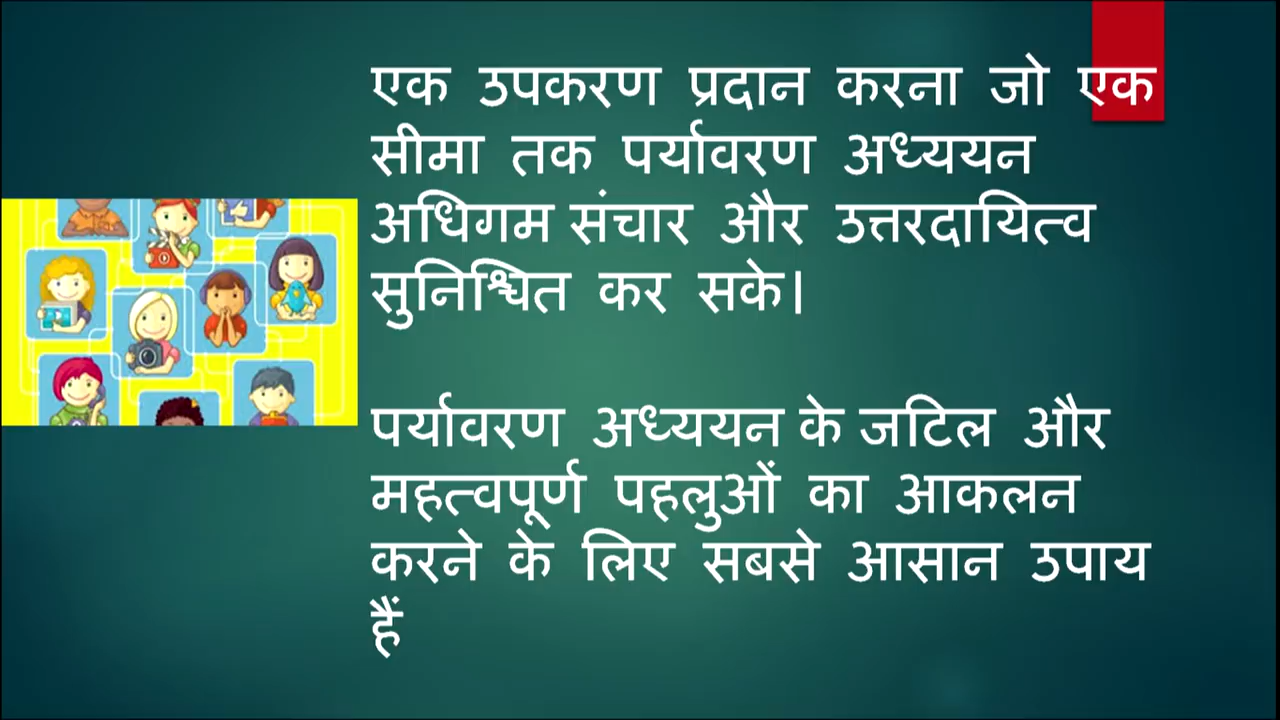 एक उपकरण प्रदान करना जो एक
सीमा तक पर्यावरण अध्ययन
अधिगम संचार और उत्तरदायित्व
सुनिश्चित कर सके।
पर्यावरण अध्ययन के जटिल और
महत्वपूर्ण पहलुओं का आकलन
करने के लिए सबसे आसान उपाय
हैं